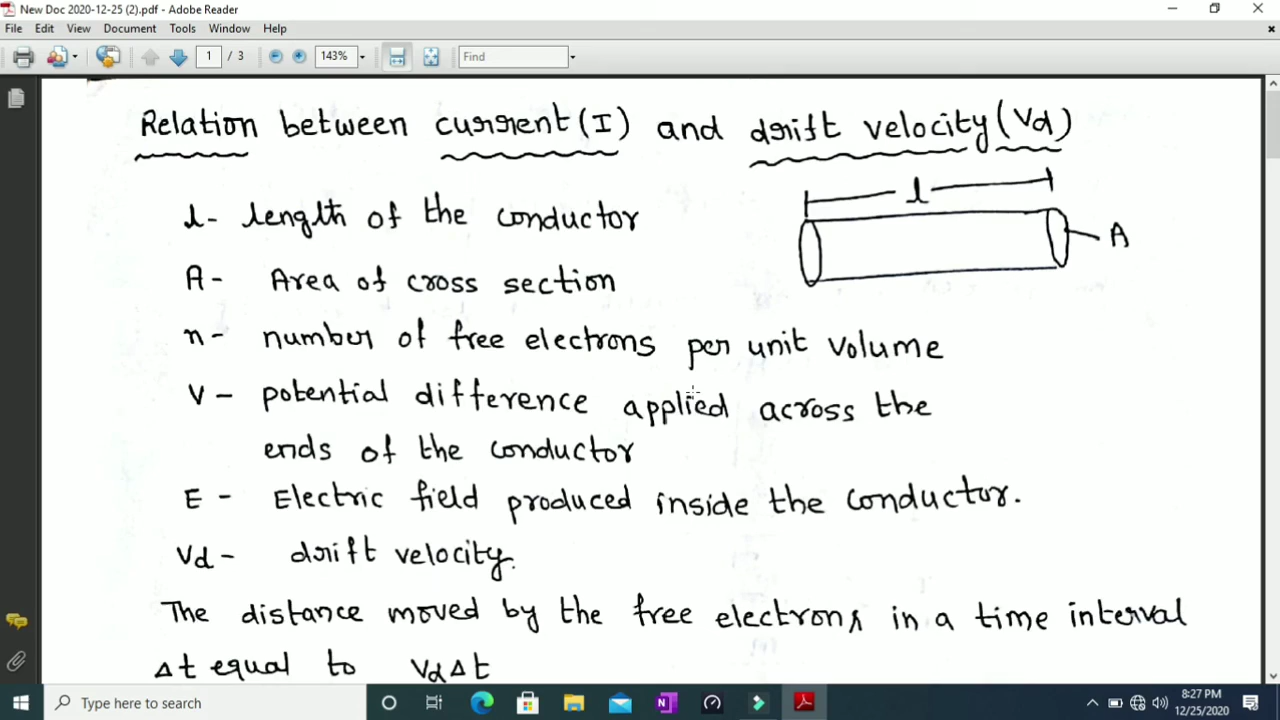 New Doc 2020-12-25 (2).pdf - Adobe Reader
File Edit View Document Tools Window Help
1 / 3 143% Find
Relation between current (I) and drift velocity (Vd)
l
l- length of the conductor
A
A- Area of cross section
n- number of free electrons per unit volume
V- potential difference applied across the
ends of the conductor
E - Electric field produced inside the conductor.
Vd- drift velocity.
The distance moved by the free electrons in a time interval
Δt equal to VdΔt
Type here to search
8:27 PM
12/25/2020